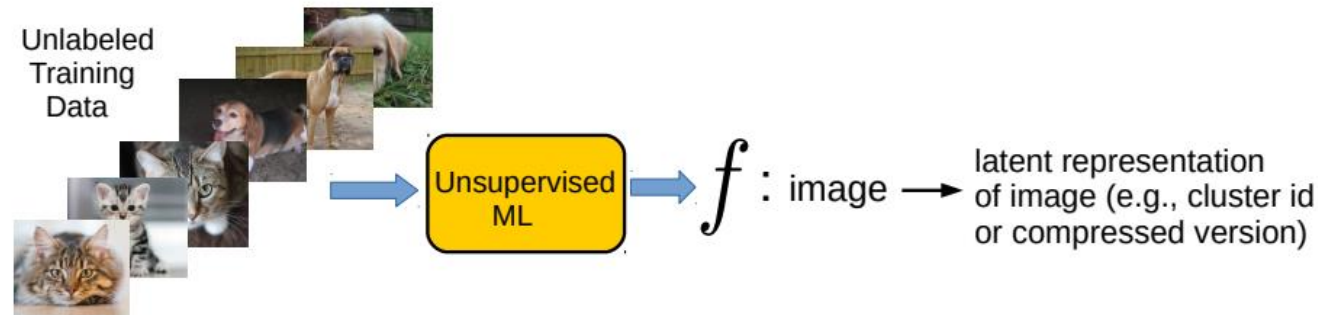 Unlabeled
Training
Data
Unsupervised
ML
f : image → latent representation
of image (e.g., cluster id
or compressed version)